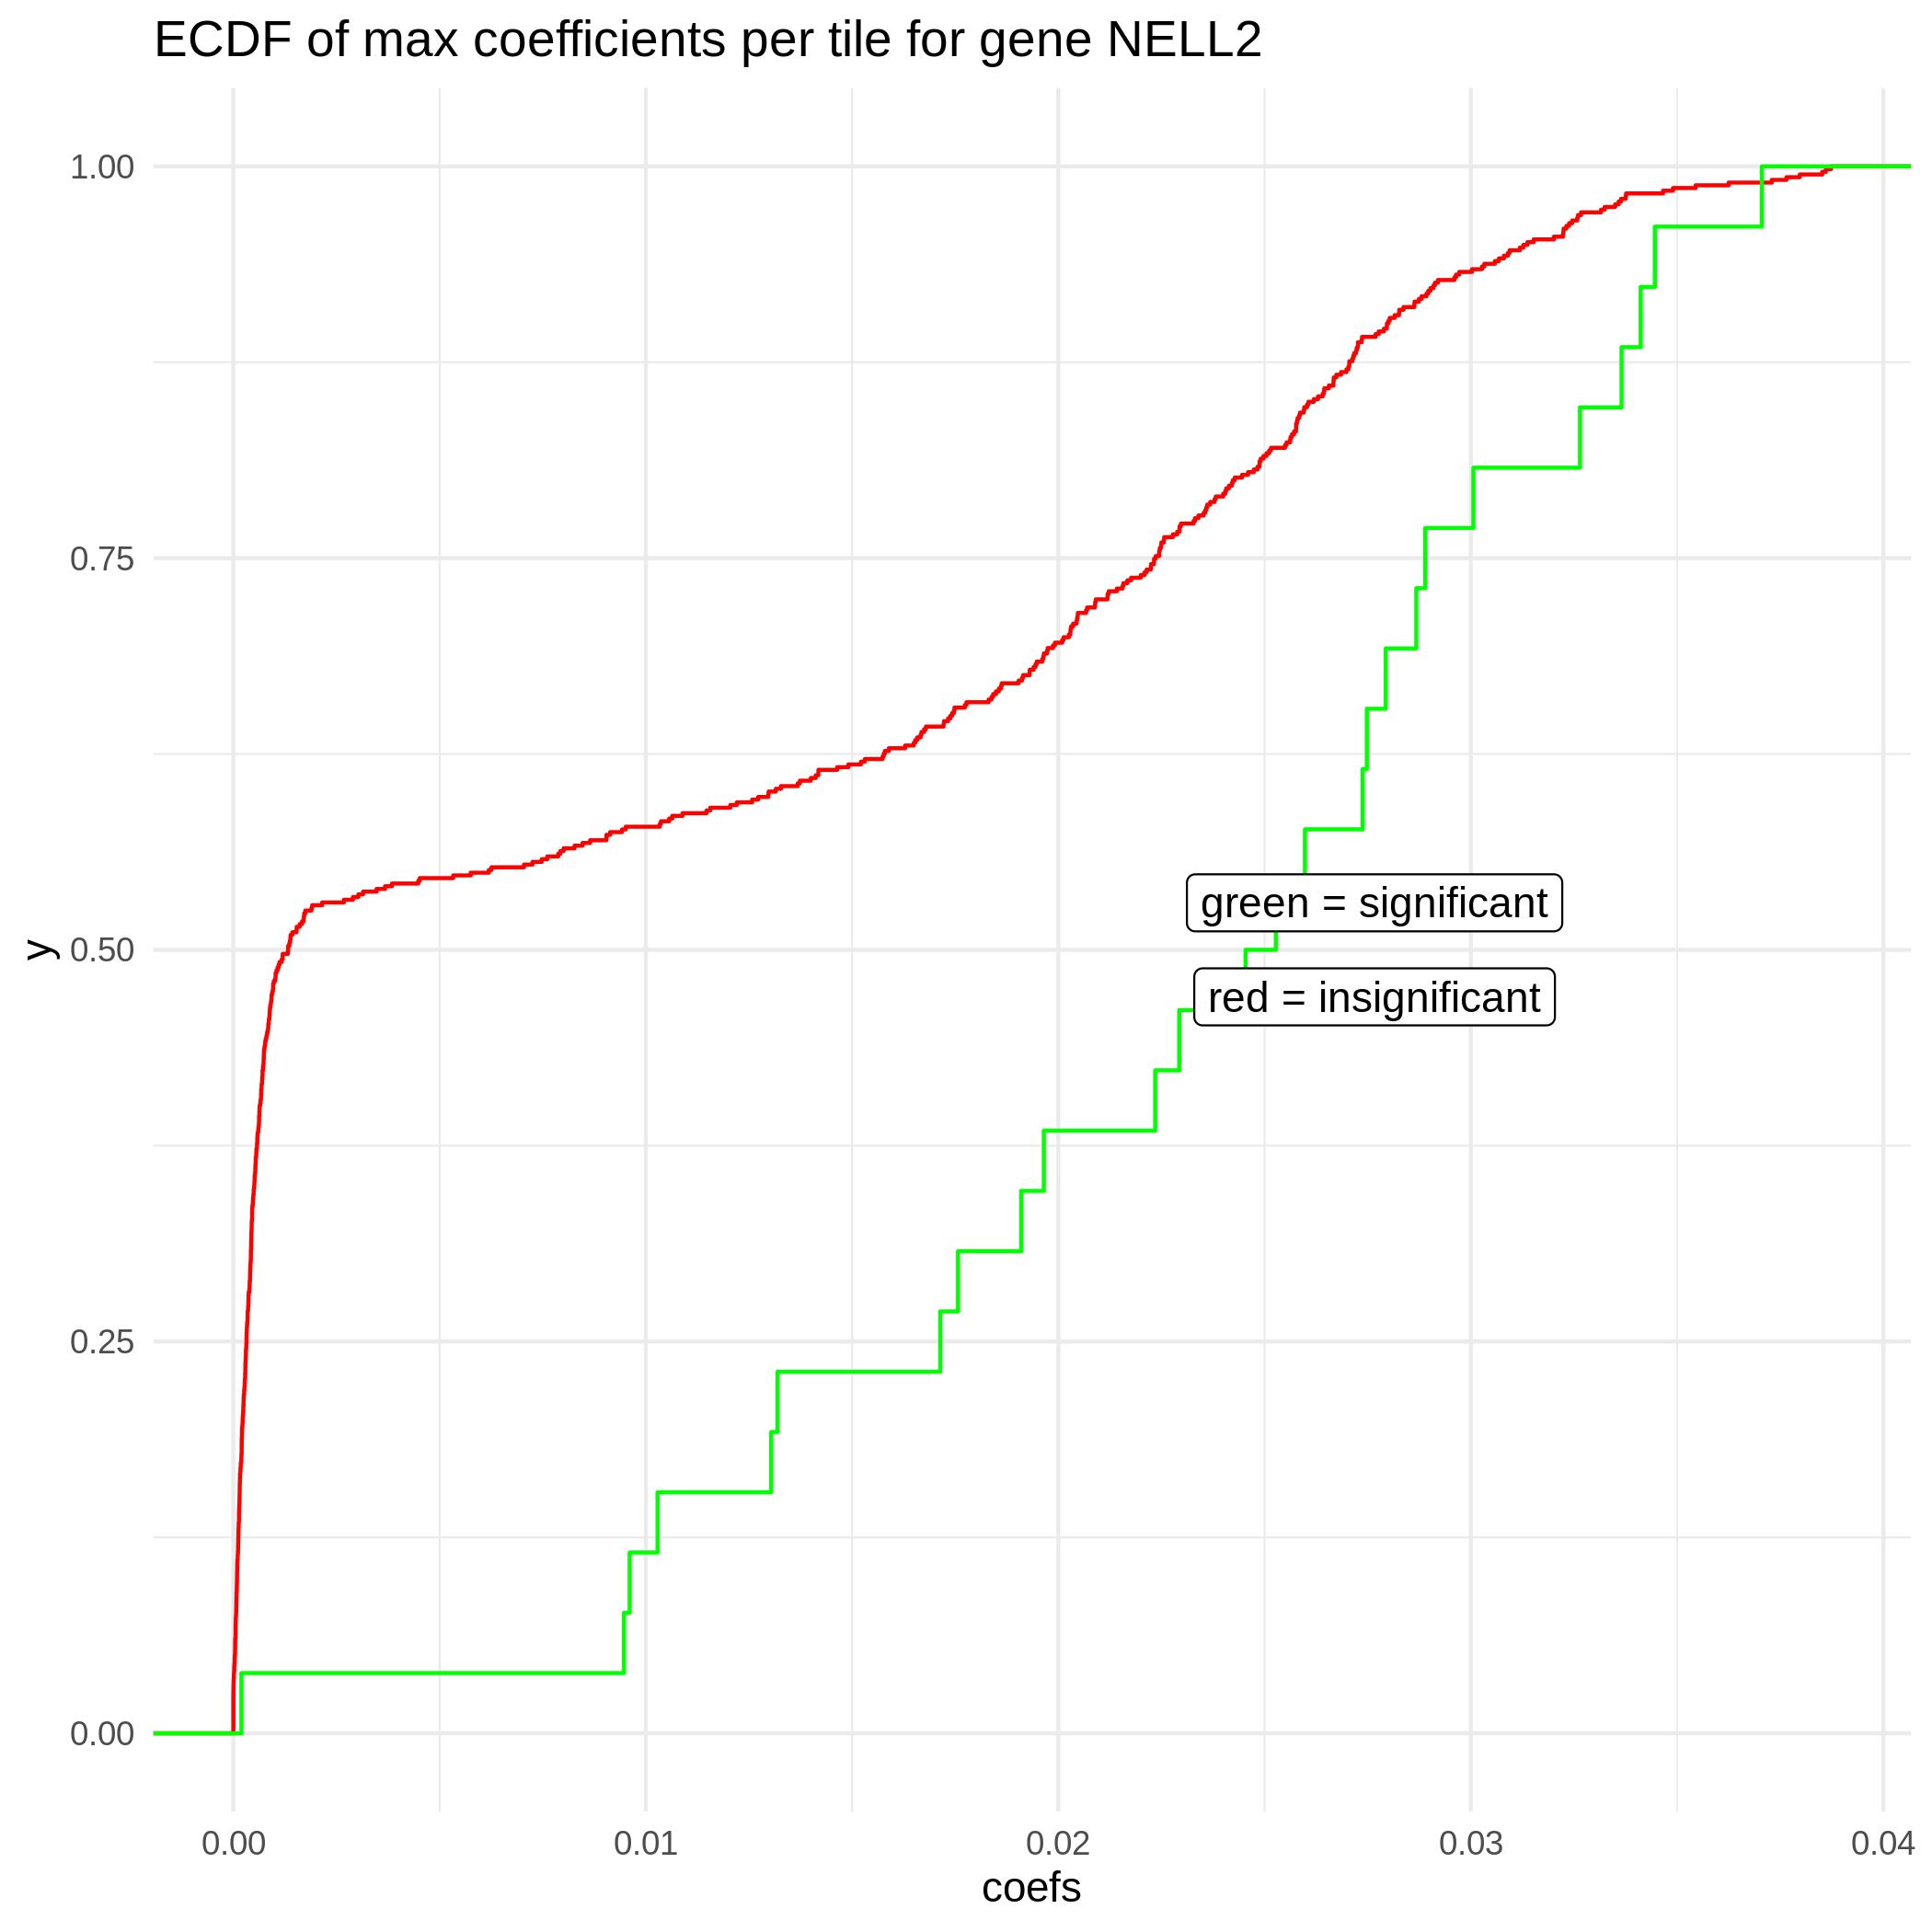 ECDF of max coefficients per tile for gene NELL2
1.00
0.75
0.50
0.25
0.00
y
green = significant
red = insignificant
0.00 0.01 0.02 0.03 0.04
coefs